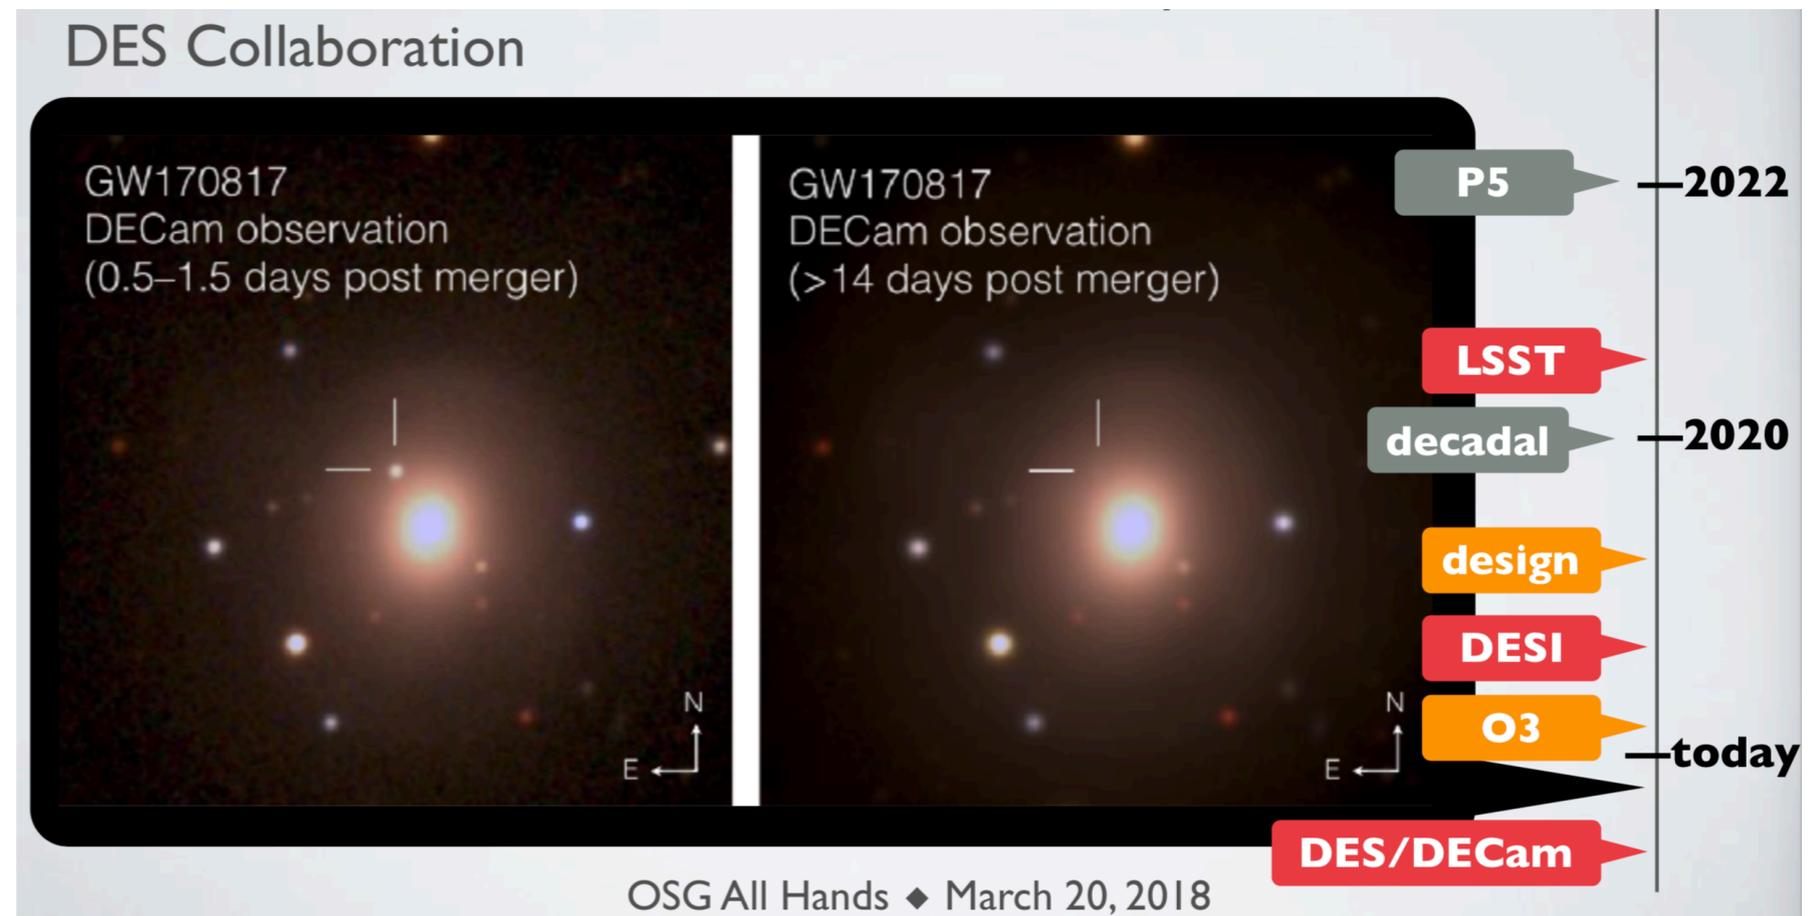 DES Collaboration
GW170817
DECam observation
(0.5–1.5 days post merger)
N
E
GW170817
DECam observation
(>14 days post merger)
N
E
P5
2022
LSST
decadal
2020
design
DESI
O3
today
DES/DECam
OSG All Hands ◆ March 20, 2018